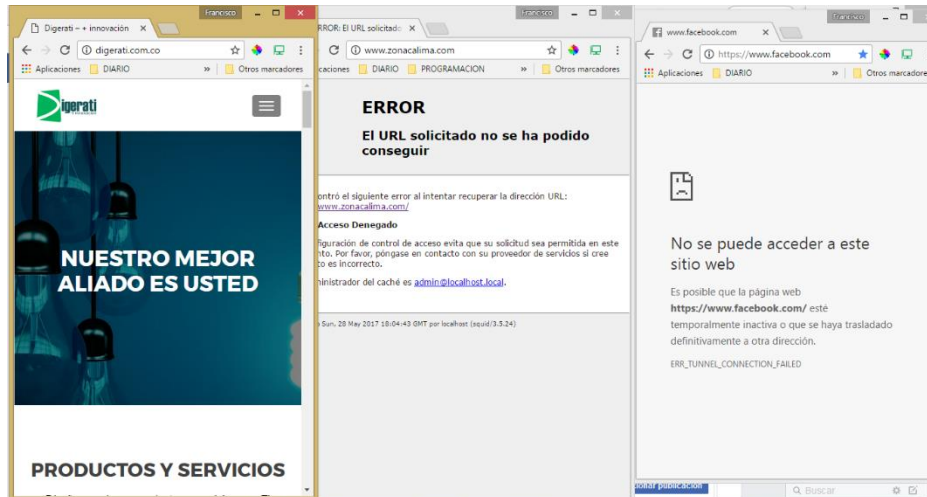 Francisco
Digerati – + innovación
digerati.com.co
Aplicaciones DIARIO » Otros marcadores
Digerati
NUESTRO MEJOR
ALIADO ES USTED
PRODUCTOS Y SERVICIOS
Francisco
ERROR: El URL solicitado
www.zonacalima.com
caciones DIARIO PROGRAMACION » Otros marcadores
ERROR
El URL solicitado no se ha podido
conseguir
ontró el siguiente error al intentar recuperar la dirección URL:
www.zonacalima.com/
Acceso Denegado
figuración de control de acceso evita que su solicitud sea permitida en este
nto. Por favor, póngase en contacto con su proveedor de servicios si cree
to es incorrecto.
ministrador del caché es admin@localhost.local.
Sun, 28 May 2017 18:04:43 GMT por localhost (squid/3.5.24)
Francisco
www.facebook.com
https://www.facebook.com
Aplicaciones DIARIO » Otros marcadore
No se puede acceder a este
sitio web
Es posible que la página web
https://www.facebook.com/ esté
temporalmente inactiva o que se haya trasladado
definitivamente a otra dirección.
ERR_TUNNEL_CONNECTION_FAILED
ionar publicación
Buscar